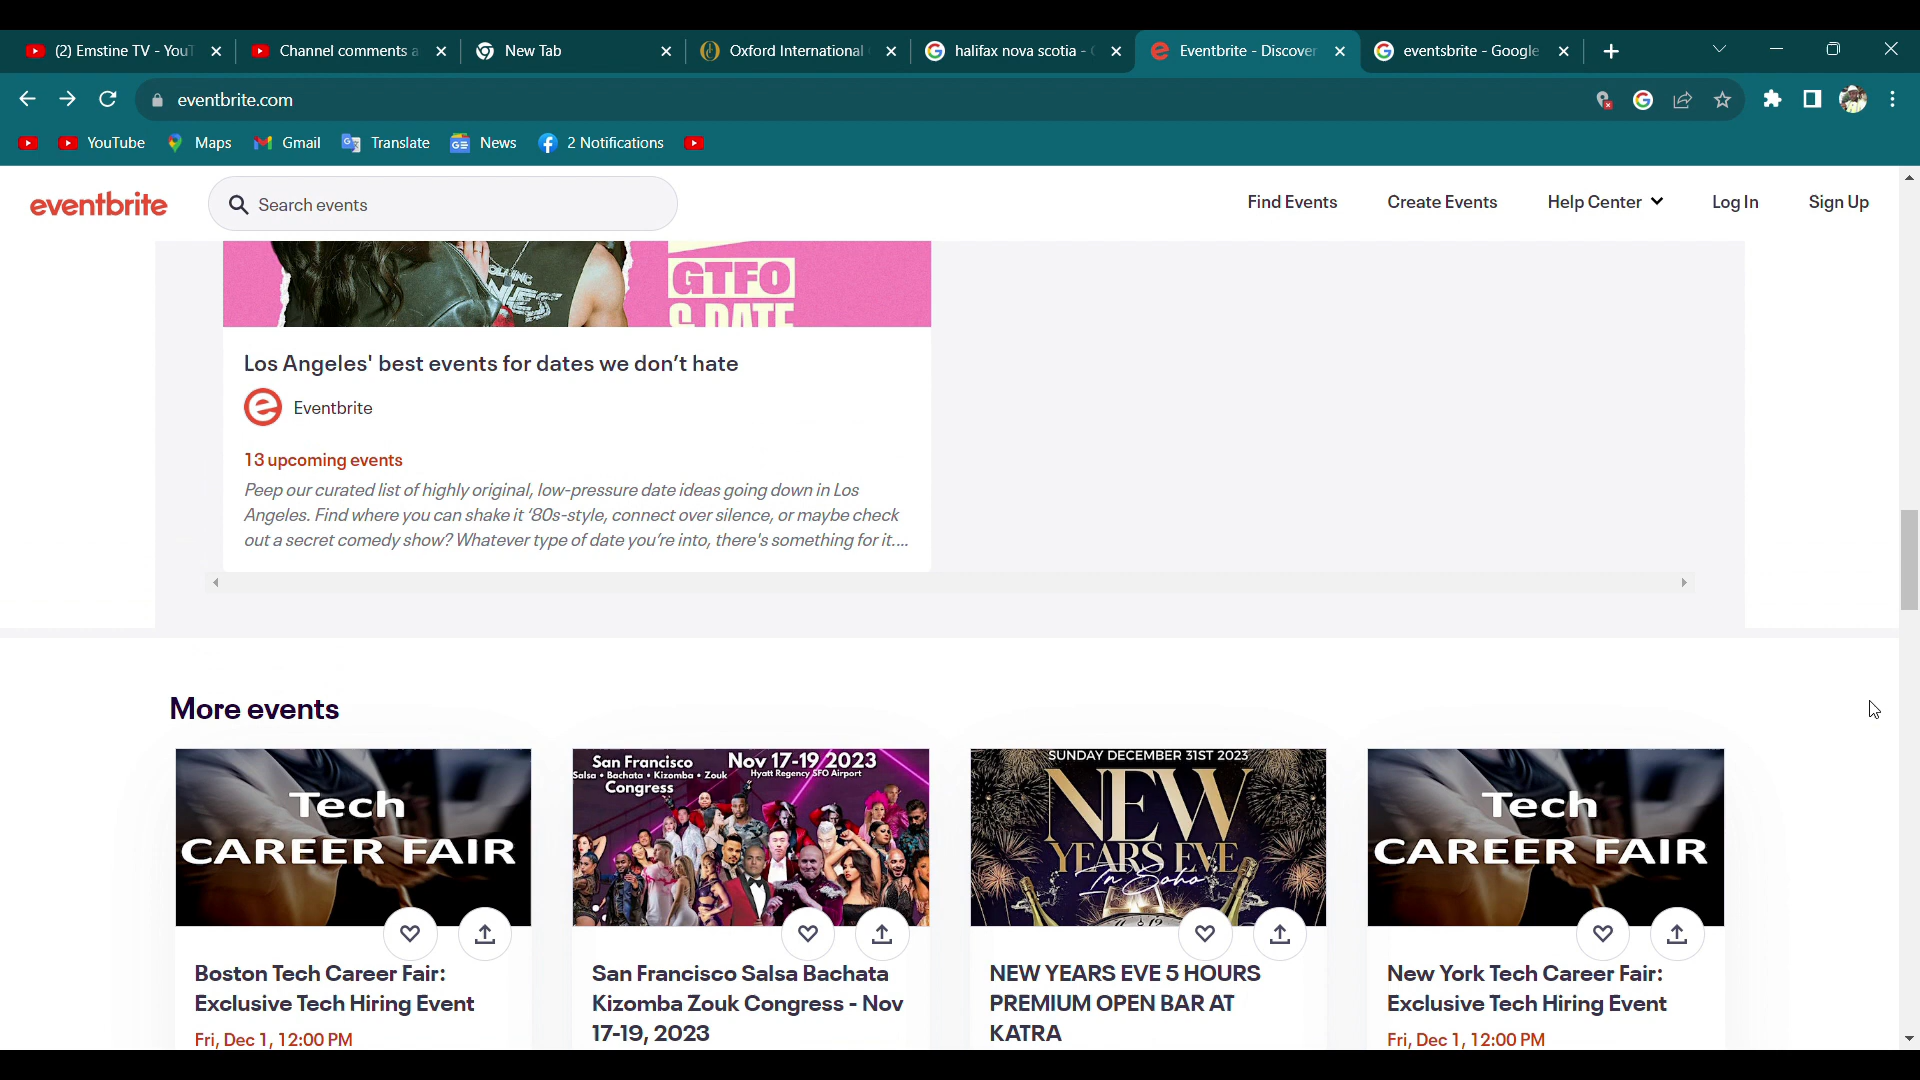 (2) Emstine TV - YouT
Channel comments a
New Tab
Oxford International
halifax nova scotia - G
Eventbrite - Discover
eventsbrite - Google
eventbrite.com
YouTube
Maps
Gmail
Translate
News
2 Notifications
eventbrite
Search events
Find Events
Create Events
Help Center
Log In
Sign Up
GTFO
& DATE
Los Angeles' best events for dates we don’t hate
Eventbrite
13 upcoming events
Peep our curated list of highly original, low-pressure date ideas going down in Los
Angeles. Find where you can shake it ‘80s-style, connect over silence, or maybe check
out a secret comedy show? Whatever type of date you’re into, there's something for it....
More events
Tech
CAREER FAIR
Boston Tech Career Fair:
Exclusive Tech Hiring Event
Fri, Dec 1, 12:00 PM
San Francisco
Nov 17-19, 2023
Salsa • Bachata • Kizomba • Zouk
Hyatt Regency SFO Airport
Congress
San Francisco Salsa Bachata
Kizomba Zouk Congress - Nov
17-19, 2023
SUNDAY DECEMBER 31ST 2023
NEW
YEARS EVE
In Soho
NEW YEARS EVE 5 HOURS
PREMIUM OPEN BAR AT
KATRA
Tech
CAREER FAIR
New York Tech Career Fair:
Exclusive Tech Hiring Event
Fri, Dec 1, 12:00 PM